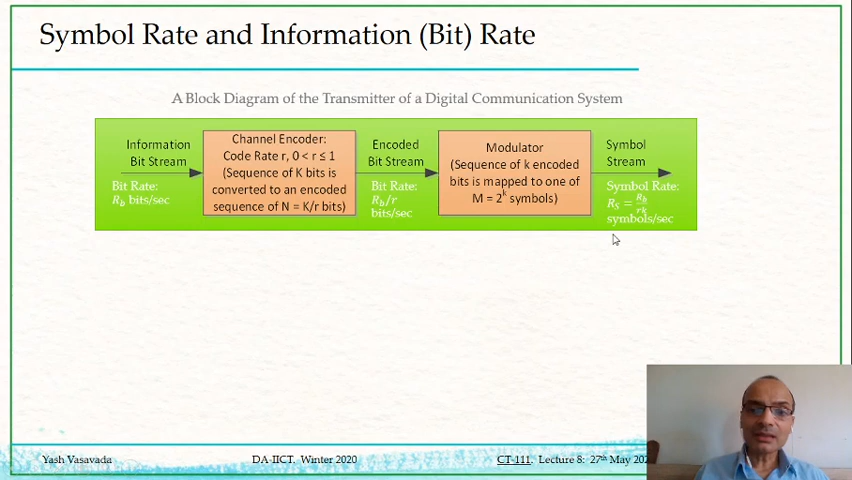 Symbol Rate and Information (Bit) Rate
A Block Diagram of the Transmitter of a Digital Communication System
Information
Bit Stream
Bit Rate:
R_b bits/sec
Channel Encoder:
Code Rate r, 0 < r ≤ 1
(Sequence of K bits is
converted to an encoded
sequence of N = K/r bits)
Encoded
Bit Stream
Bit Rate:
R_b/r
bits/sec
Modulator
(Sequence of k encoded
bits is mapped to one of
M = 2^k symbols)
Symbol
Stream
Symbol Rate:
R_S = R_b/rk
symbols/sec
Yash Vasavada
DA-IICT, Winter 2020
CT-111, Lecture 8: 27th May